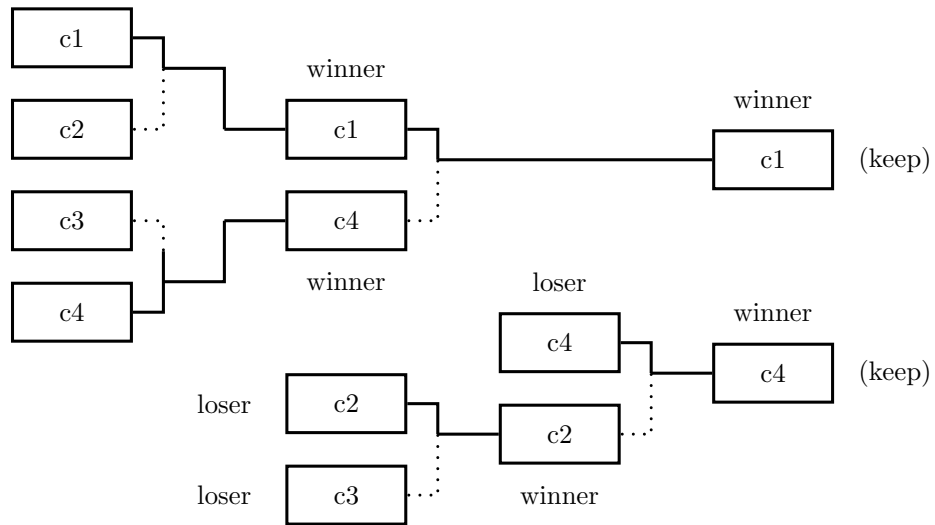 c1
winner
c2
c1
winner
c1
(keep)
c3
c4
winner
c4
loser
c4
winner
c4
(keep)
loser
c2
c2
winner
loser
c3